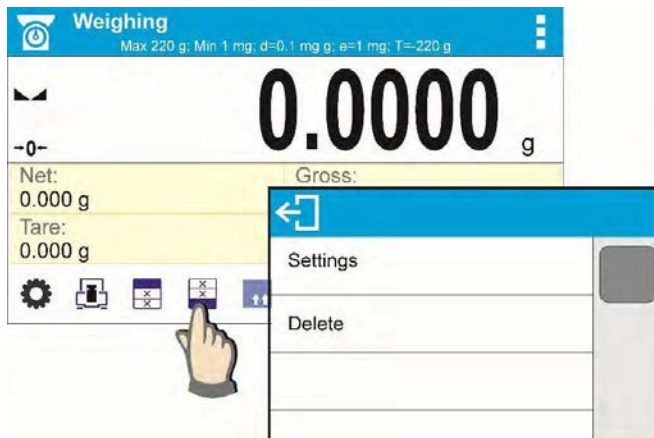 Weighing
Max 220 g; Min 1 mg; d=0.1 mg g; e=1 mg; T=-220 g
0.0000 g
→0←
Net:
0.000 g
Gross:
Tare:
0.000 g
Settings
Delete